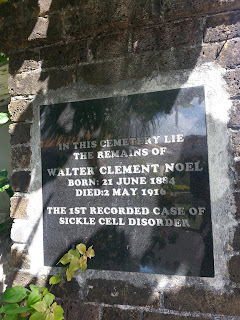 IN THIS CEMETERY LIE
THE REMAINS OF
WALTER CLEMENT NOEL
BORN: 21 JUNE 1884
DIED: 2 MAY 1916
THE 1ST RECORDED CASE OF
SICKLE CELL DISORDER